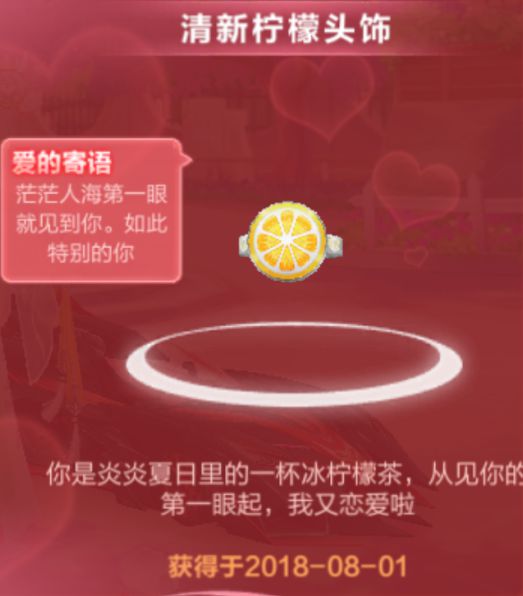 清新柠檬头饰
爱的寄语
茫茫人海第一眼
就见到你。如此
特别的你
你是炎炎夏日里的一杯冰柠檬茶，从见你的
第一眼起，我又恋爱啦
获得于2018-08-01